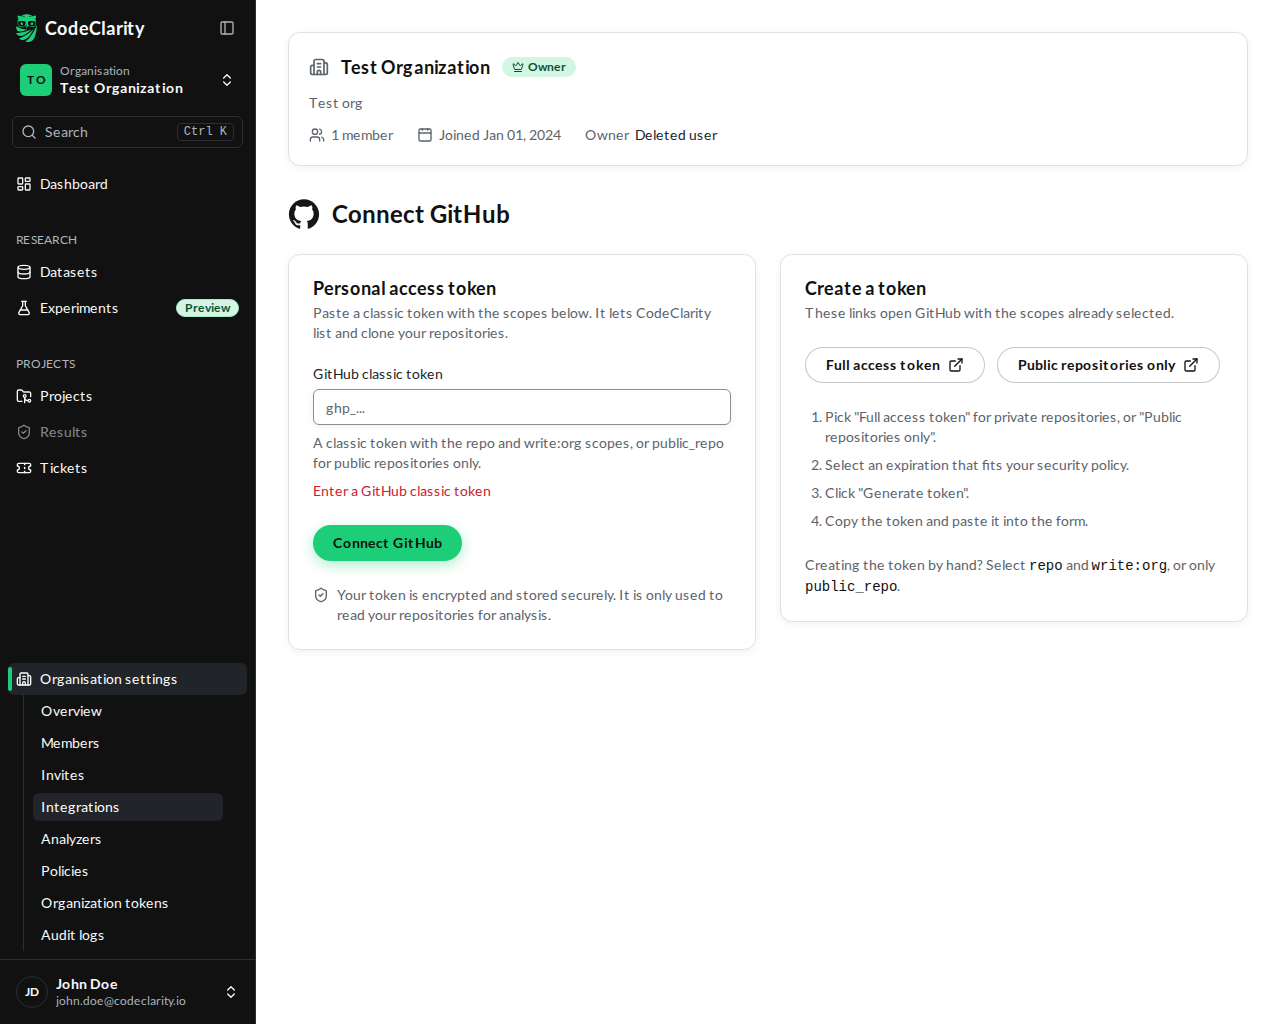 CodeClarity
TO
Organisation
Test Organization
Search
Ctrl K
Dashboard
RESEARCH
Datasets
Experiments
Preview
PROJECTS
Projects
Results
Tickets
Organisation settings
Overview
Members
Invites
Integrations
Analyzers
Policies
Organization tokens
Audit logs
JD
John Doe
john.doe@codeclarity.io
Test Organization
Owner
Test org
1 member
Joined Jan 01, 2024
Owner Deleted user
Connect GitHub
Personal access token
Paste a classic token with the scopes below. It lets CodeClarity
list and clone your repositories.
GitHub classic token
ghp_...
A classic token with the repo and write:org scopes, or public_repo
for public repositories only.
Enter a GitHub classic token
Connect GitHub
Your token is encrypted and stored securely. It is only used to
read your repositories for analysis.
Create a token
These links open GitHub with the scopes already selected.
Full access token
Public repositories only
1. Pick "Full access token" for private repositories, or "Public
repositories only".
2. Select an expiration that fits your security policy.
3. Click "Generate token".
4. Copy the token and paste it into the form.
Creating the token by hand? Select repo and write:org, or only
public_repo.